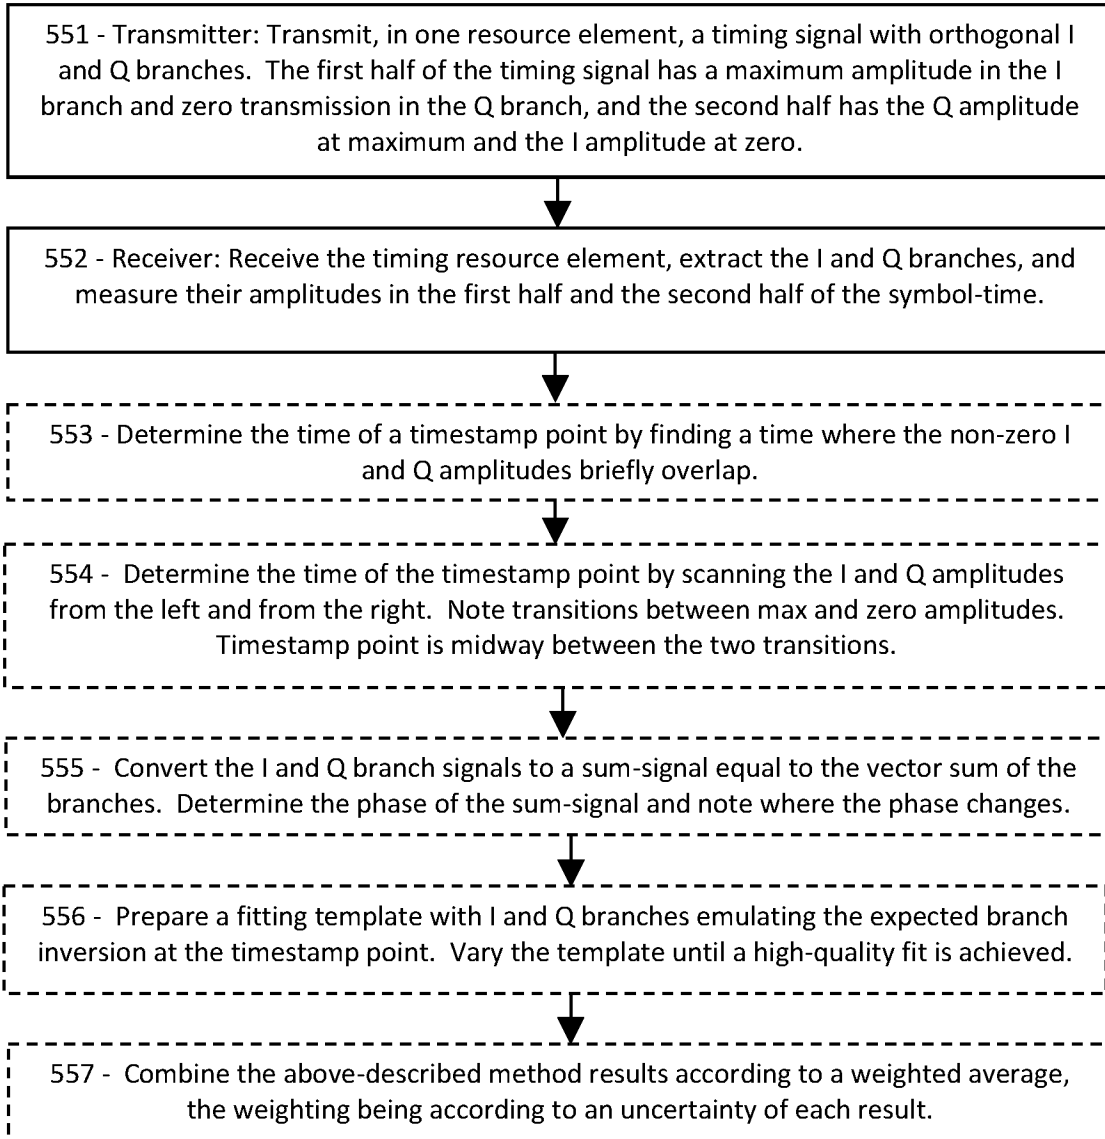 551 - Transmitter: Transmit, in one resource element, a timing signal with orthogonal I
and Q branches. The first half of the timing signal has a maximum amplitude in the I
branch and zero transmission in the Q branch, and the second half has the Q amplitude
at maximum and the I amplitude at zero.
552 - Receiver: Receive the timing resource element, extract the I and Q branches, and
measure their amplitudes in the first half and the second half of the symbol-time.
553 - Determine the time of a timestamp point by finding a time where the non-zero I
and Q amplitudes briefly overlap.
554 - Determine the time of the timestamp point by scanning the I and Q amplitudes
from the left and from the right. Note transitions between max and zero amplitudes.
Timestamp point is midway between the two transitions.
555 - Convert the I and Q branch signals to a sum-signal equal to the vector sum of the
branches. Determine the phase of the sum-signal and note where the phase changes.
556 - Prepare a fitting template with I and Q branches emulating the expected branch
inversion at the timestamp point. Vary the template until a high-quality fit is achieved.
557 - Combine the above-described method results according to a weighted average,
the weighting being according to an uncertainty of each result.